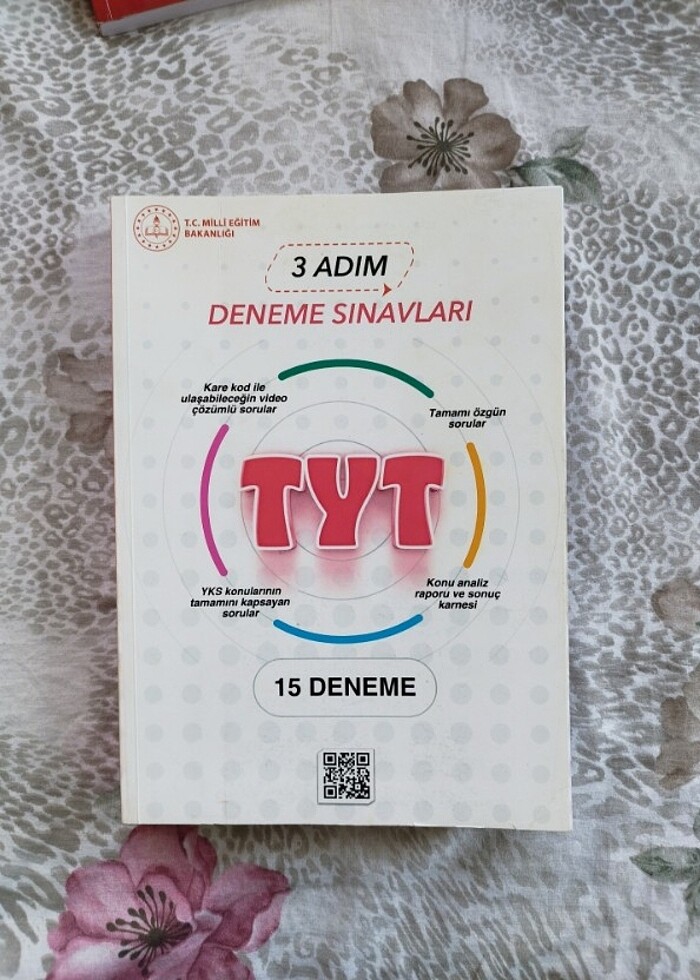 T.C. MİLLÎ EĞİTİM
BAKANLIĞI
3 ADIM
DENEME SINAVLARI
Kare kod ile
ulaşabileceğin video
çözümlü sorular
Tamamı özgün
sorular
TYT
YKS konularının
tamamını kapsayan
sorular
Konu analiz
raporu ve sonuç
karnesi
15 DENEME